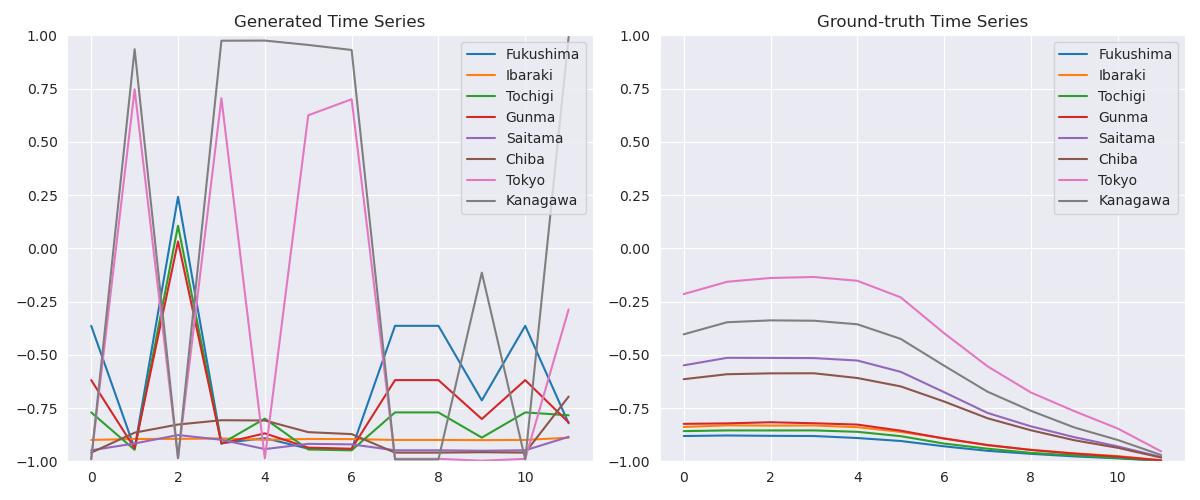 Generated Time Series
1.00
0.75
0.50
0.25
0.00
−0.25
−0.50
−0.75
−1.00
0 2 4 6 8 10
Fukushima
Ibaraki
Tochigi
Gunma
Saitama
Chiba
Tokyo
Kanagawa
Ground-truth Time Series
1.00
0.75
0.50
0.25
0.00
−0.25
−0.50
−0.75
−1.00
0 2 4 6 8 10
Fukushima
Ibaraki
Tochigi
Gunma
Saitama
Chiba
Tokyo
Kanagawa